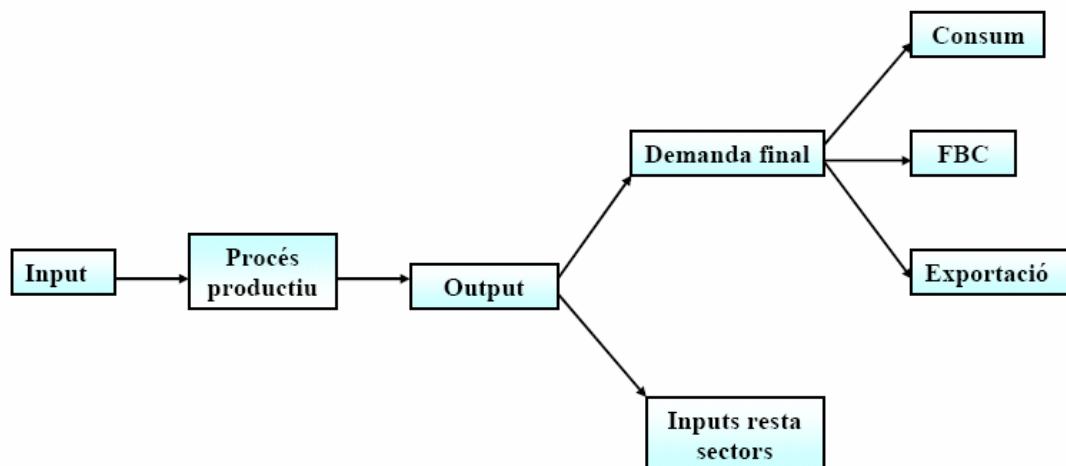 Input
Procés
productiu
Output
Demanda final
Inputs resta
sectors
Consum
FBC
Exportació